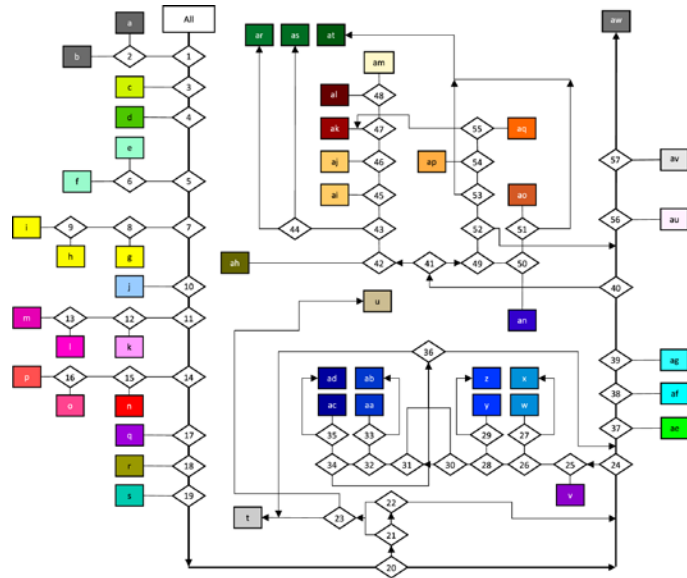 a All ar as at aw
b 2 1
am
c 3 al 48
ak 47 55 aq
d 4
e
aj 46 ap 54 57 av
f 6 5 ai 45 53 ao
i 9 8 7 44 43 52 51 56 au
h g
ah 42 41 49 50
j 10 40
u an
m 13 12 11
l k 36
p 16 15 14 ad ab z x 39 ag
o n ac aa y w 38 af
q 17 35 33 29 27 37 ae
r 18 34 32 31 30 28 26 25 24
s 19 v
22
t 23
21
20